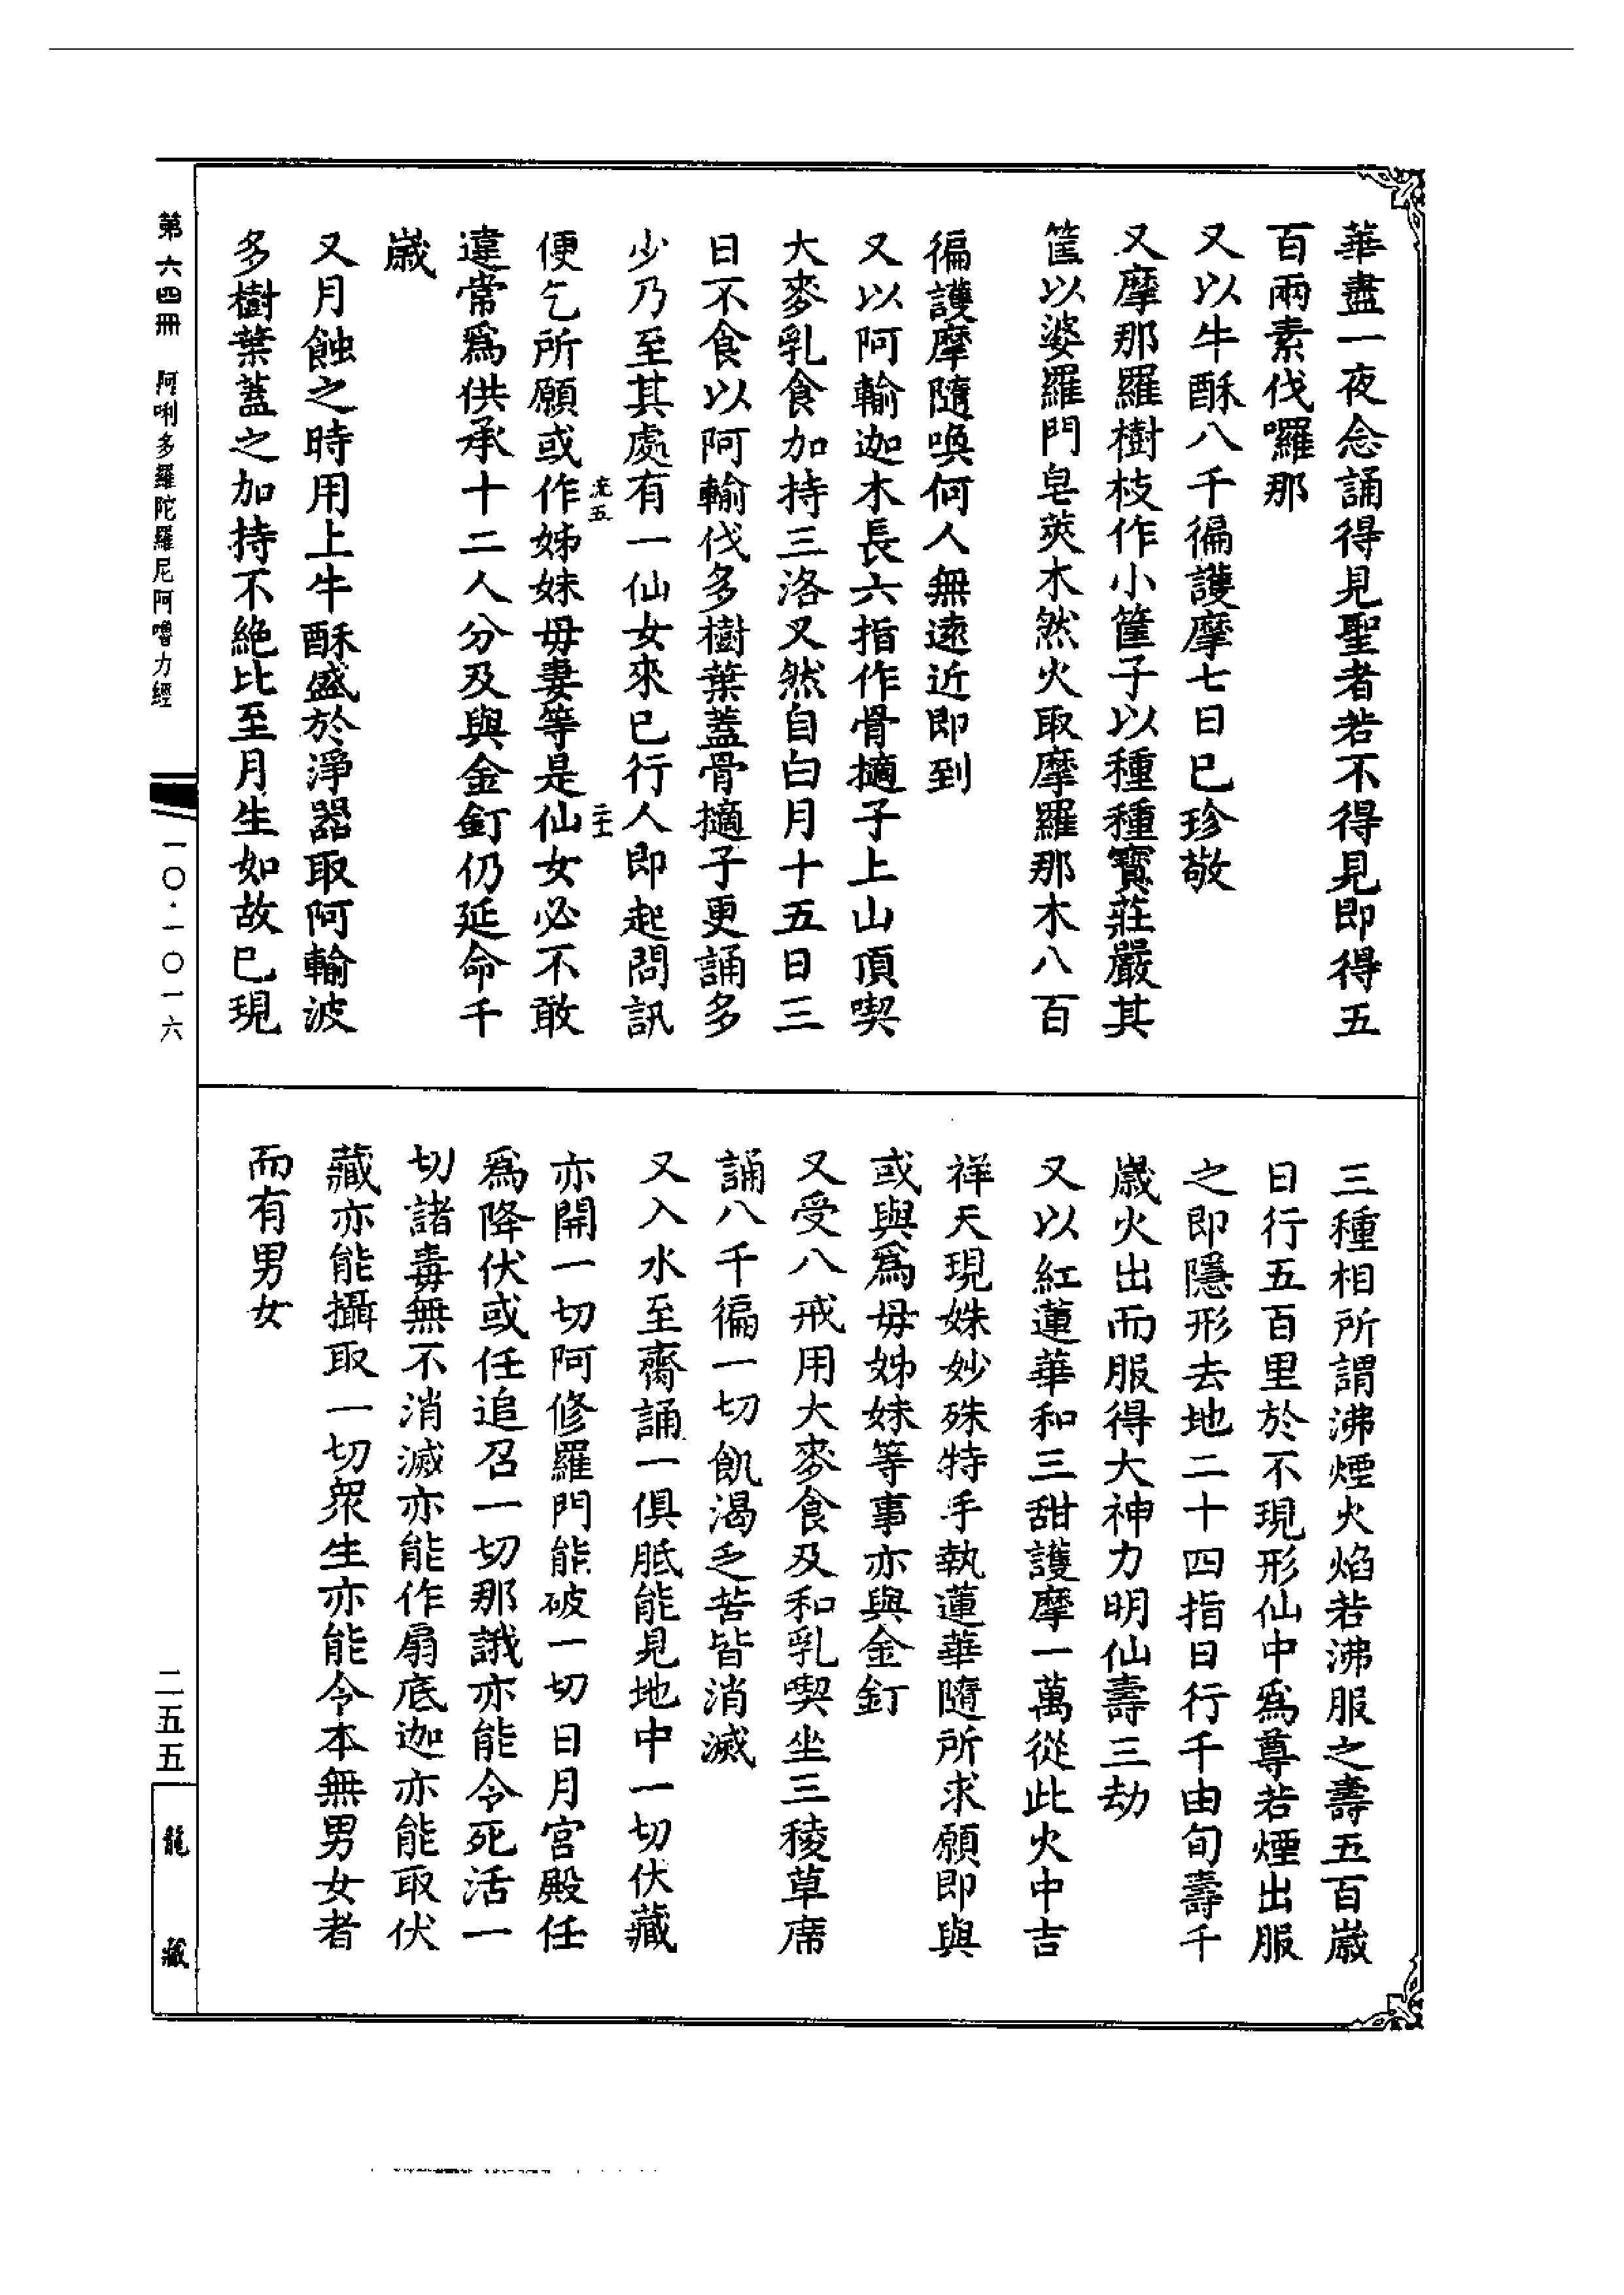 華盡一夜念誦得見聖者若不得見即得五
百兩素伐囉那
又以牛酥八千徧護摩七日巳珍敬
又摩那羅樹枝作小篋子以種種寶莊嚴其
筐以婆羅門皂莢木然火取摩羅那木八百
徧護摩隨喚何人無遠近即到
又以阿輸迦木長六指作骨擿子上山頂喫
大麥乳食加持三洛叉然自白月十五日三
日不食以阿輸伐多樹葉蓋骨擿子更誦多
少乃至其處有一仙女來巳行人即起問訊
流五
二十
便乞所願或作姊妹毋妻等是仙女必不敢
違常爲供承十二人分及與金釘仍延命千
歲
又月蝕之時用上牛酥盛於淨器取阿輸波
多樹葉蓋之加持不絕比至月生如故巳現
三種相所謂沸煙火焰若沸服之壽五百歲
日行五百里於不現形仙中爲尊若煙出服
之即隱形去地二十四指日行千由旬壽千
歲火出而服得大神力明仙壽三劫
又以紅蓮華和三甜護摩一萬從此火中吉
祥天現姝妙殊特手執蓮華隨所求願即與
或與爲毋姊妹等事亦與金釘
又受八戒用大麥食及和乳喫坐三稜草席
誦八千徧一切飢渴乏苦皆消滅
又入水至齋誦一俱胝能見地中一切伏藏
亦開一切阿修羅門能破一切日月宮殿任
爲降伏或任追召一切那誐亦能令死活一
切諸毒無不消滅亦能作扇底迦亦能取伏
藏亦能攝取一切衆生亦能令本無男女者
而有男女
第六四冊 阿唎多羅陀羅尼阿嚕力經
一〇·一〇一六
二五五
龍藏